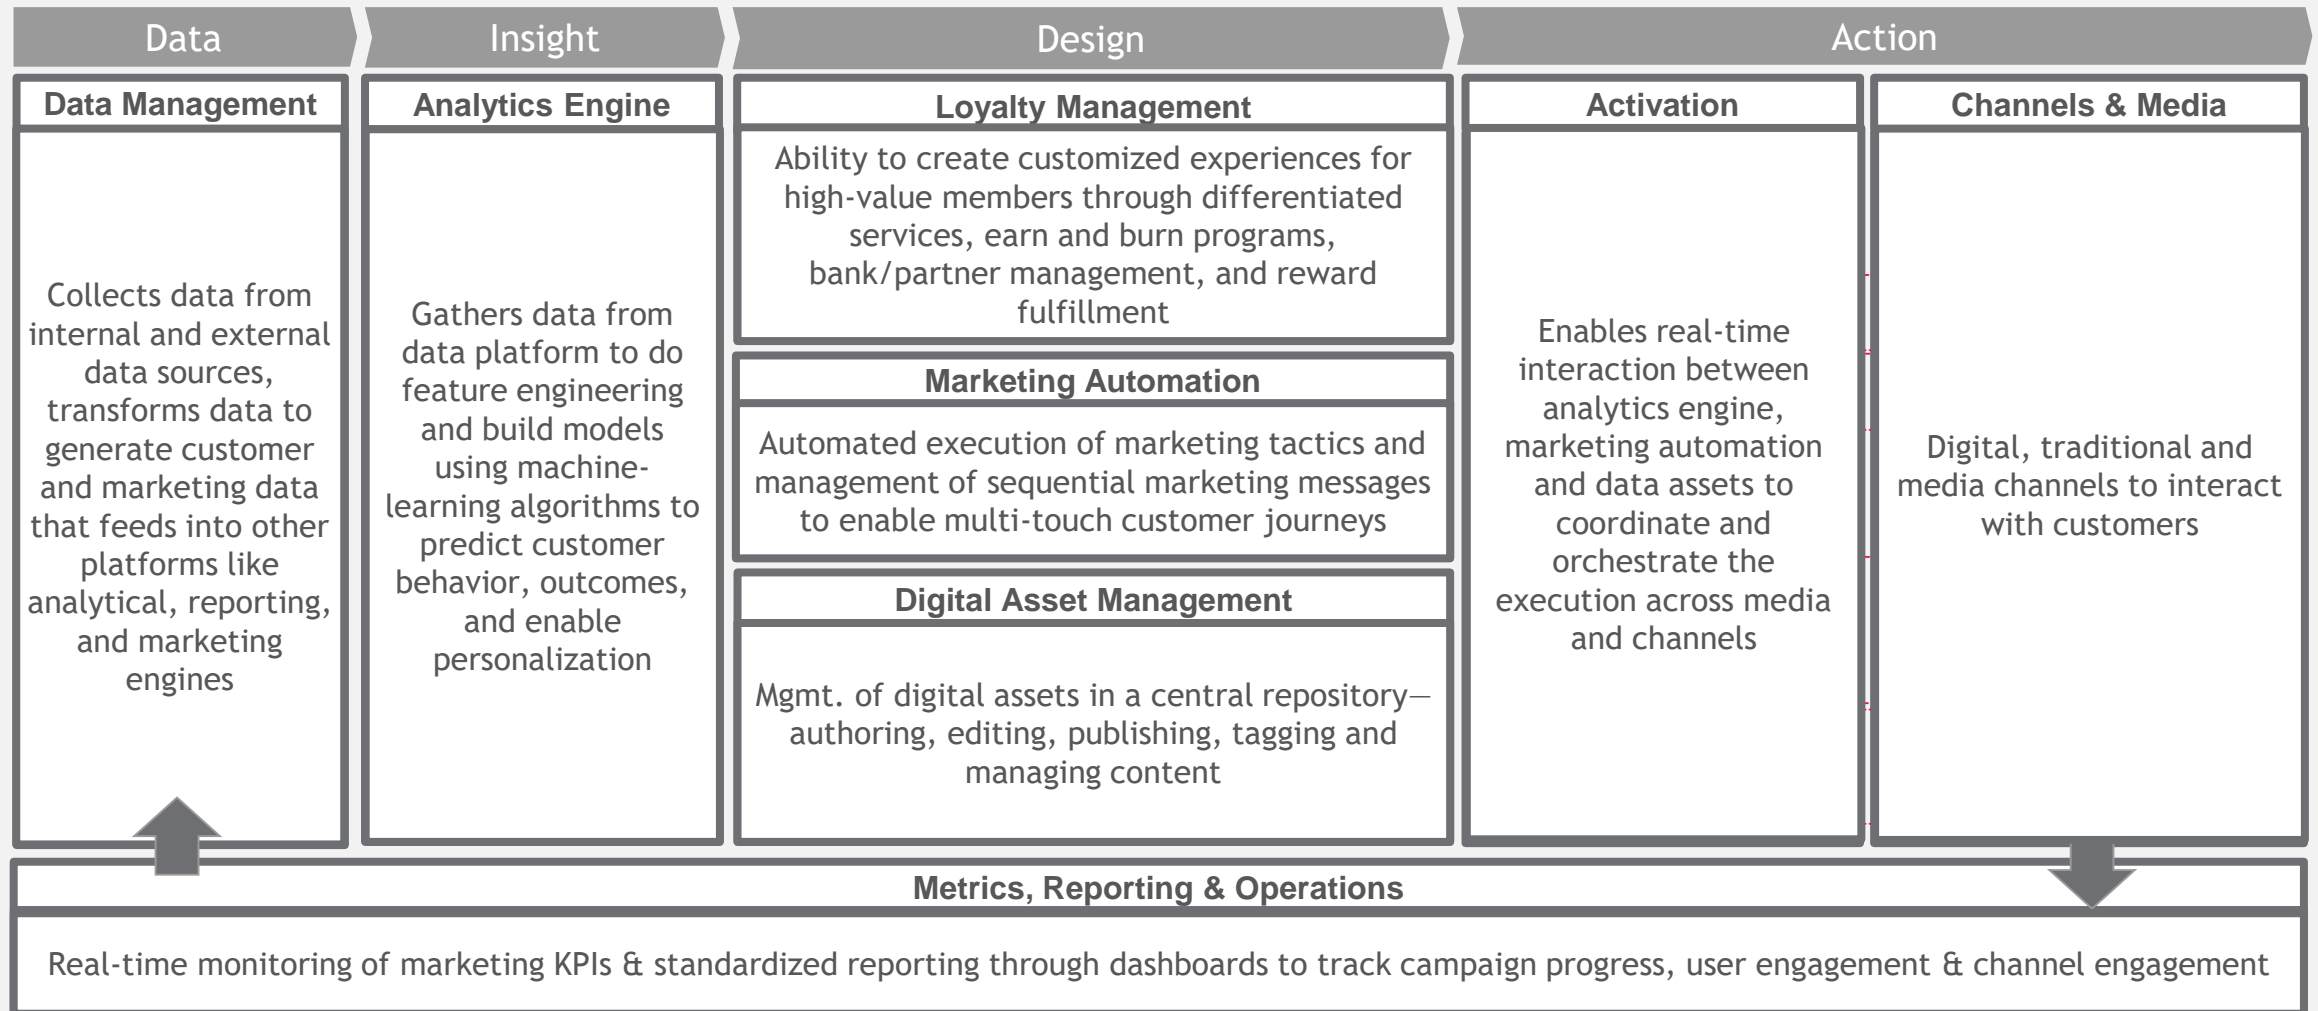 Data
Insight
Design
Action
Data Management
Collects data from
internal and external
data sources,
transforms data to
generate customer
and marketing data
that feeds into other
platforms like
analytical, reporting,
and marketing
engines
Analytics Engine
Gathers data from
data platform to do
feature engineering
and build models
using machine-
learning algorithms to
predict customer
behavior, outcomes,
and enable
personalization
Loyalty Management
Ability to create customized experiences for
high-value members through differentiated
services, earn and burn programs,
bank/partner management, and reward
fulfillment
Marketing Automation
Automated execution of marketing tactics and
management of sequential marketing messages
to enable multi-touch customer journeys
Digital Asset Management
Mgmt. of digital assets in a central repository—
authoring, editing, publishing, tagging and
managing content
Activation
Enables real-time
interaction between
analytics engine,
marketing automation
and data assets to
coordinate and
orchestrate the
execution across media
and channels
Channels & Media
Digital, traditional and
media channels to interact
with customers
Metrics, Reporting & Operations
Real-time monitoring of marketing KPIs & standardized reporting through dashboards to track campaign progress, user engagement & channel engagement